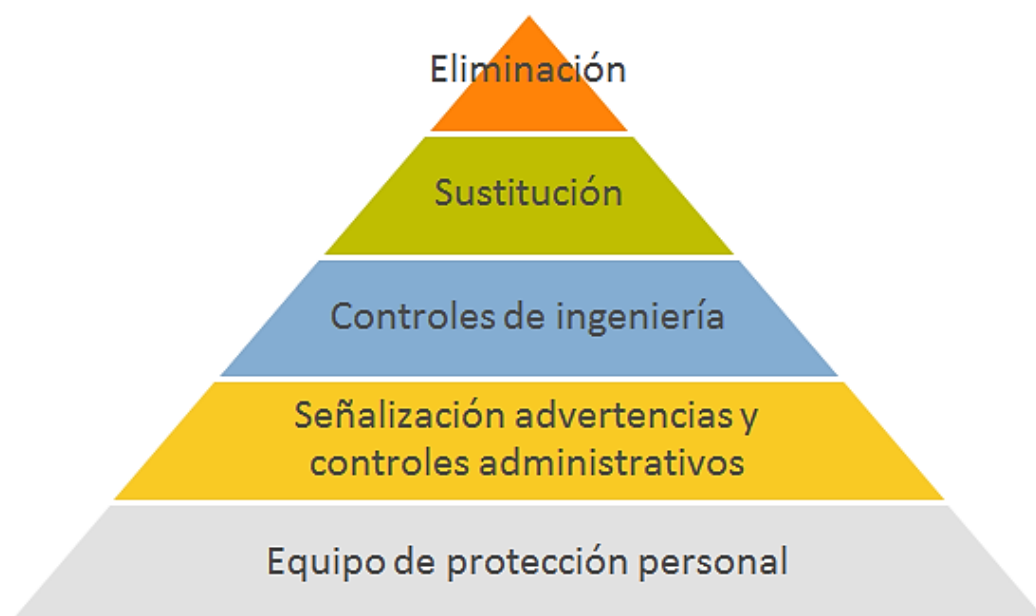 Eliminación
Sustitución
Controles de ingeniería
Señalización advertencias y
controles administrativos
Equipo de protección personal